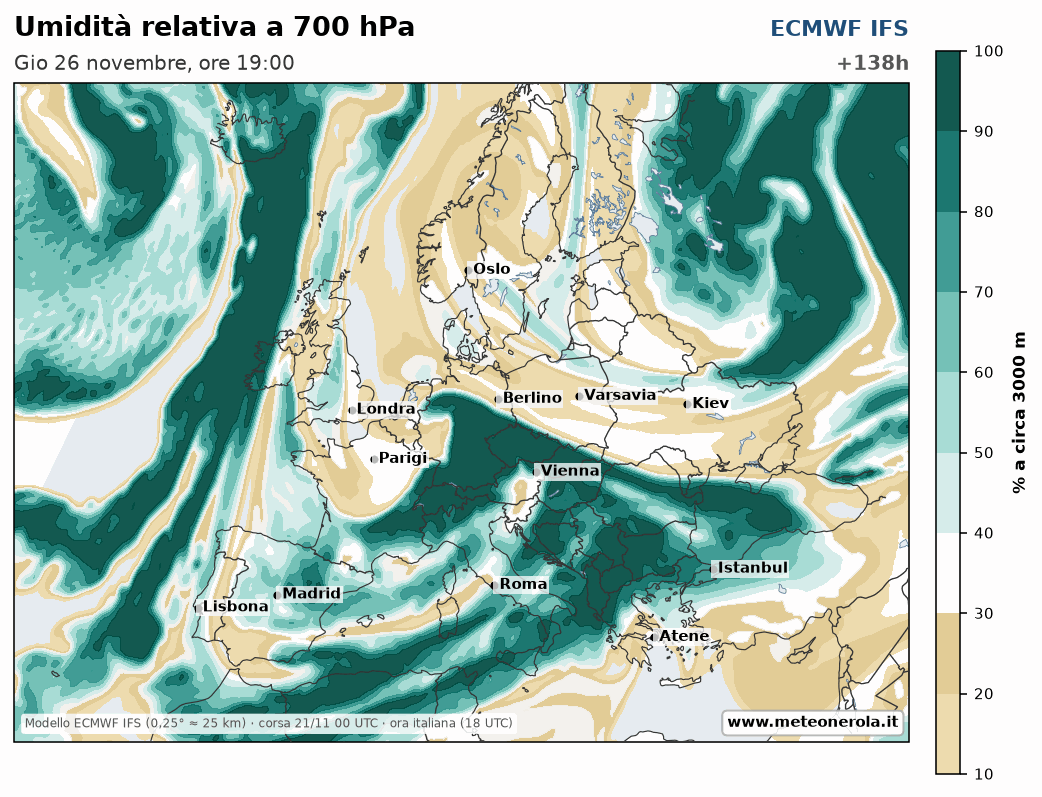 Umidità relativa a 700 hPa
ECMWF IFS
Gio 26 novembre, ore 19:00
+138h
100
90
80
70
60
50
40
30
20
10
% a circa 3000 m
Oslo
Berlino
Varsavia
Kiev
Londra
Parigi
Vienna
Istanbul
Roma
Madrid
Lisbona
Atene
Modello ECMWF IFS (0,25° ≈ 25 km) · corsa 21/11 00 UTC · ora italiana (18 UTC)
www.meteonerola.it